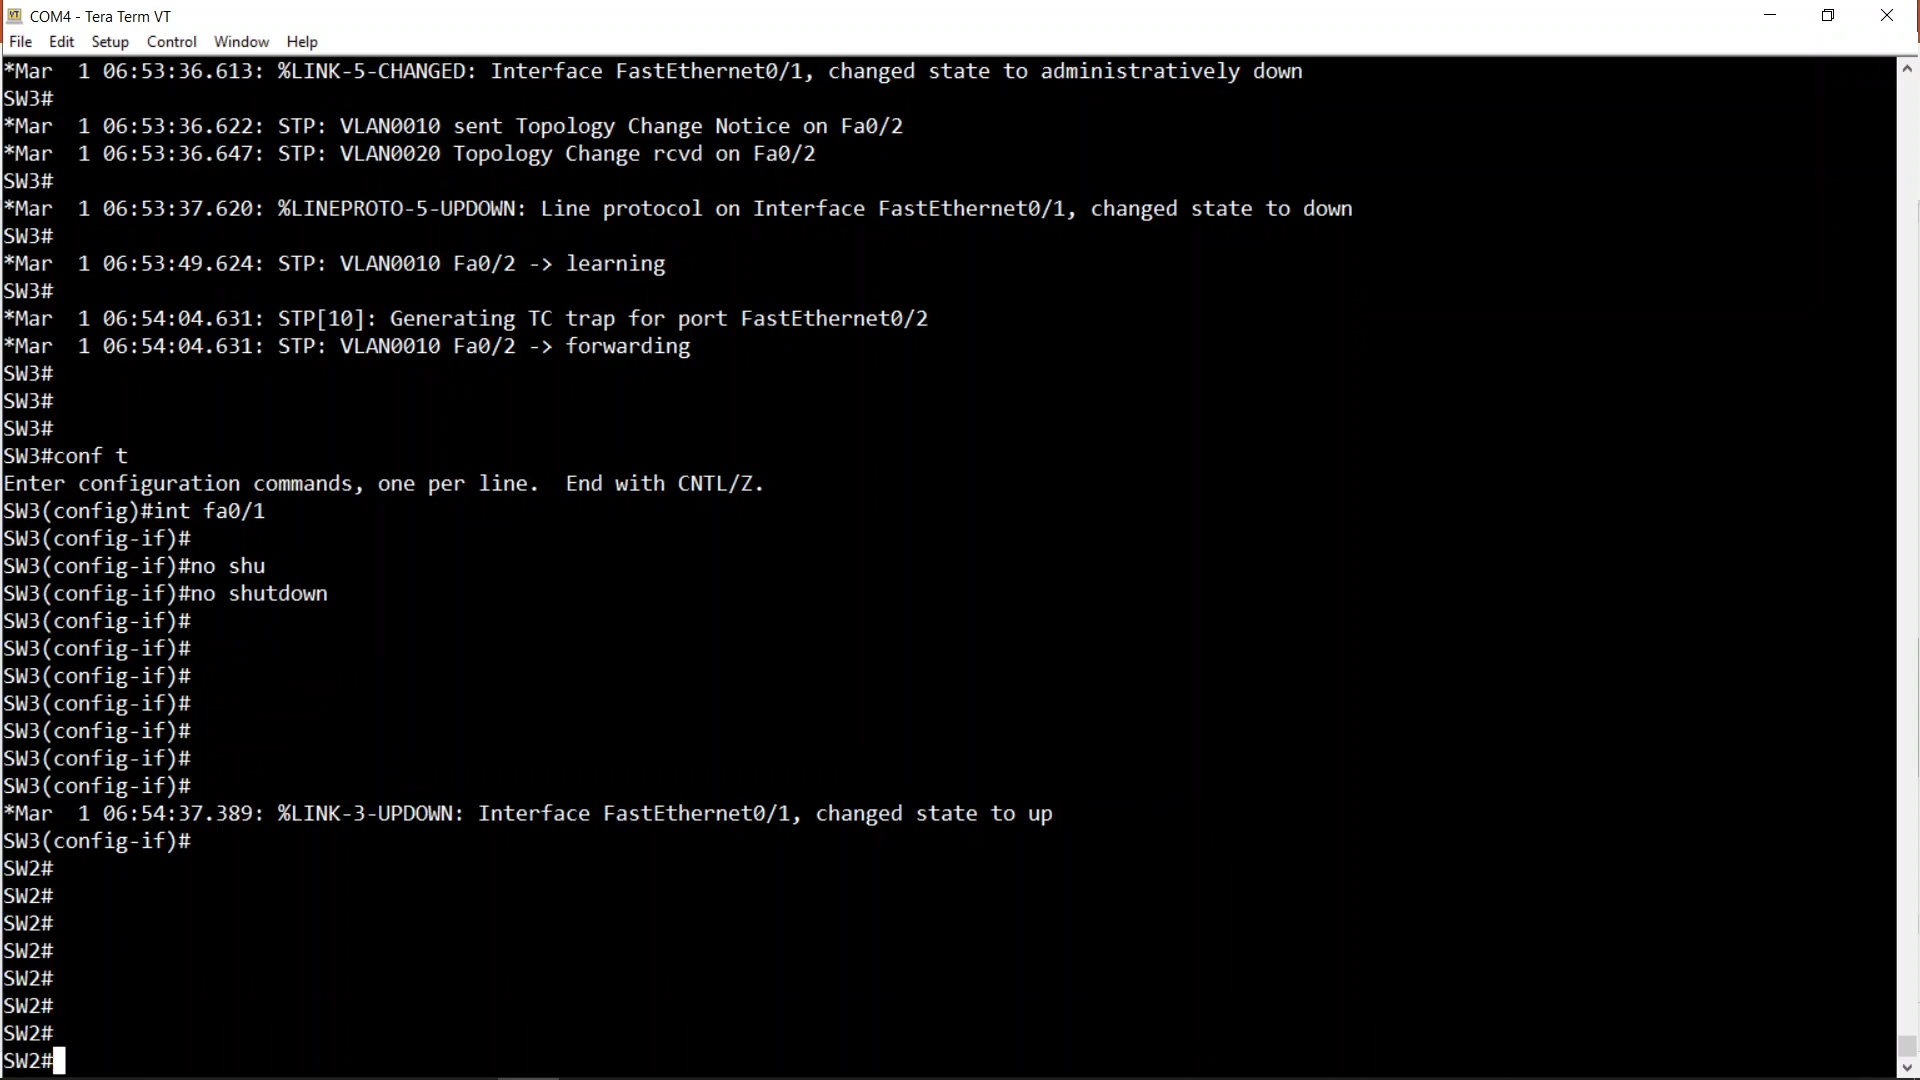 COM4 - Tera Term VT
File Edit Setup Control Window Help
*Mar  1 06:53:36.613: %LINK-5-CHANGED: Interface FastEthernet0/1, changed state to administratively down
SW3#
*Mar  1 06:53:36.622: STP: VLAN0010 sent Topology Change Notice on Fa0/2
*Mar  1 06:53:36.647: STP: VLAN0020 Topology Change rcvd on Fa0/2
SW3#
*Mar  1 06:53:37.620: %LINEPROTO-5-UPDOWN: Line protocol on Interface FastEthernet0/1, changed state to down
SW3#
*Mar  1 06:53:49.624: STP: VLAN0010 Fa0/2 -> learning
SW3#
*Mar  1 06:54:04.631: STP[10]: Generating TC trap for port FastEthernet0/2
*Mar  1 06:54:04.631: STP: VLAN0010 Fa0/2 -> forwarding
SW3#
SW3#
SW3#
SW3#conf t
Enter configuration commands, one per line.  End with CNTL/Z.
SW3(config)#int fa0/1
SW3(config-if)#
SW3(config-if)#no shu
SW3(config-if)#no shutdown
SW3(config-if)#
SW3(config-if)#
SW3(config-if)#
SW3(config-if)#
SW3(config-if)#
SW3(config-if)#
SW3(config-if)#
*Mar  1 06:54:37.389: %LINK-3-UPDOWN: Interface FastEthernet0/1, changed state to up
SW3(config-if)#
SW2#
SW2#
SW2#
SW2#
SW2#
SW2#
SW2#
SW2#